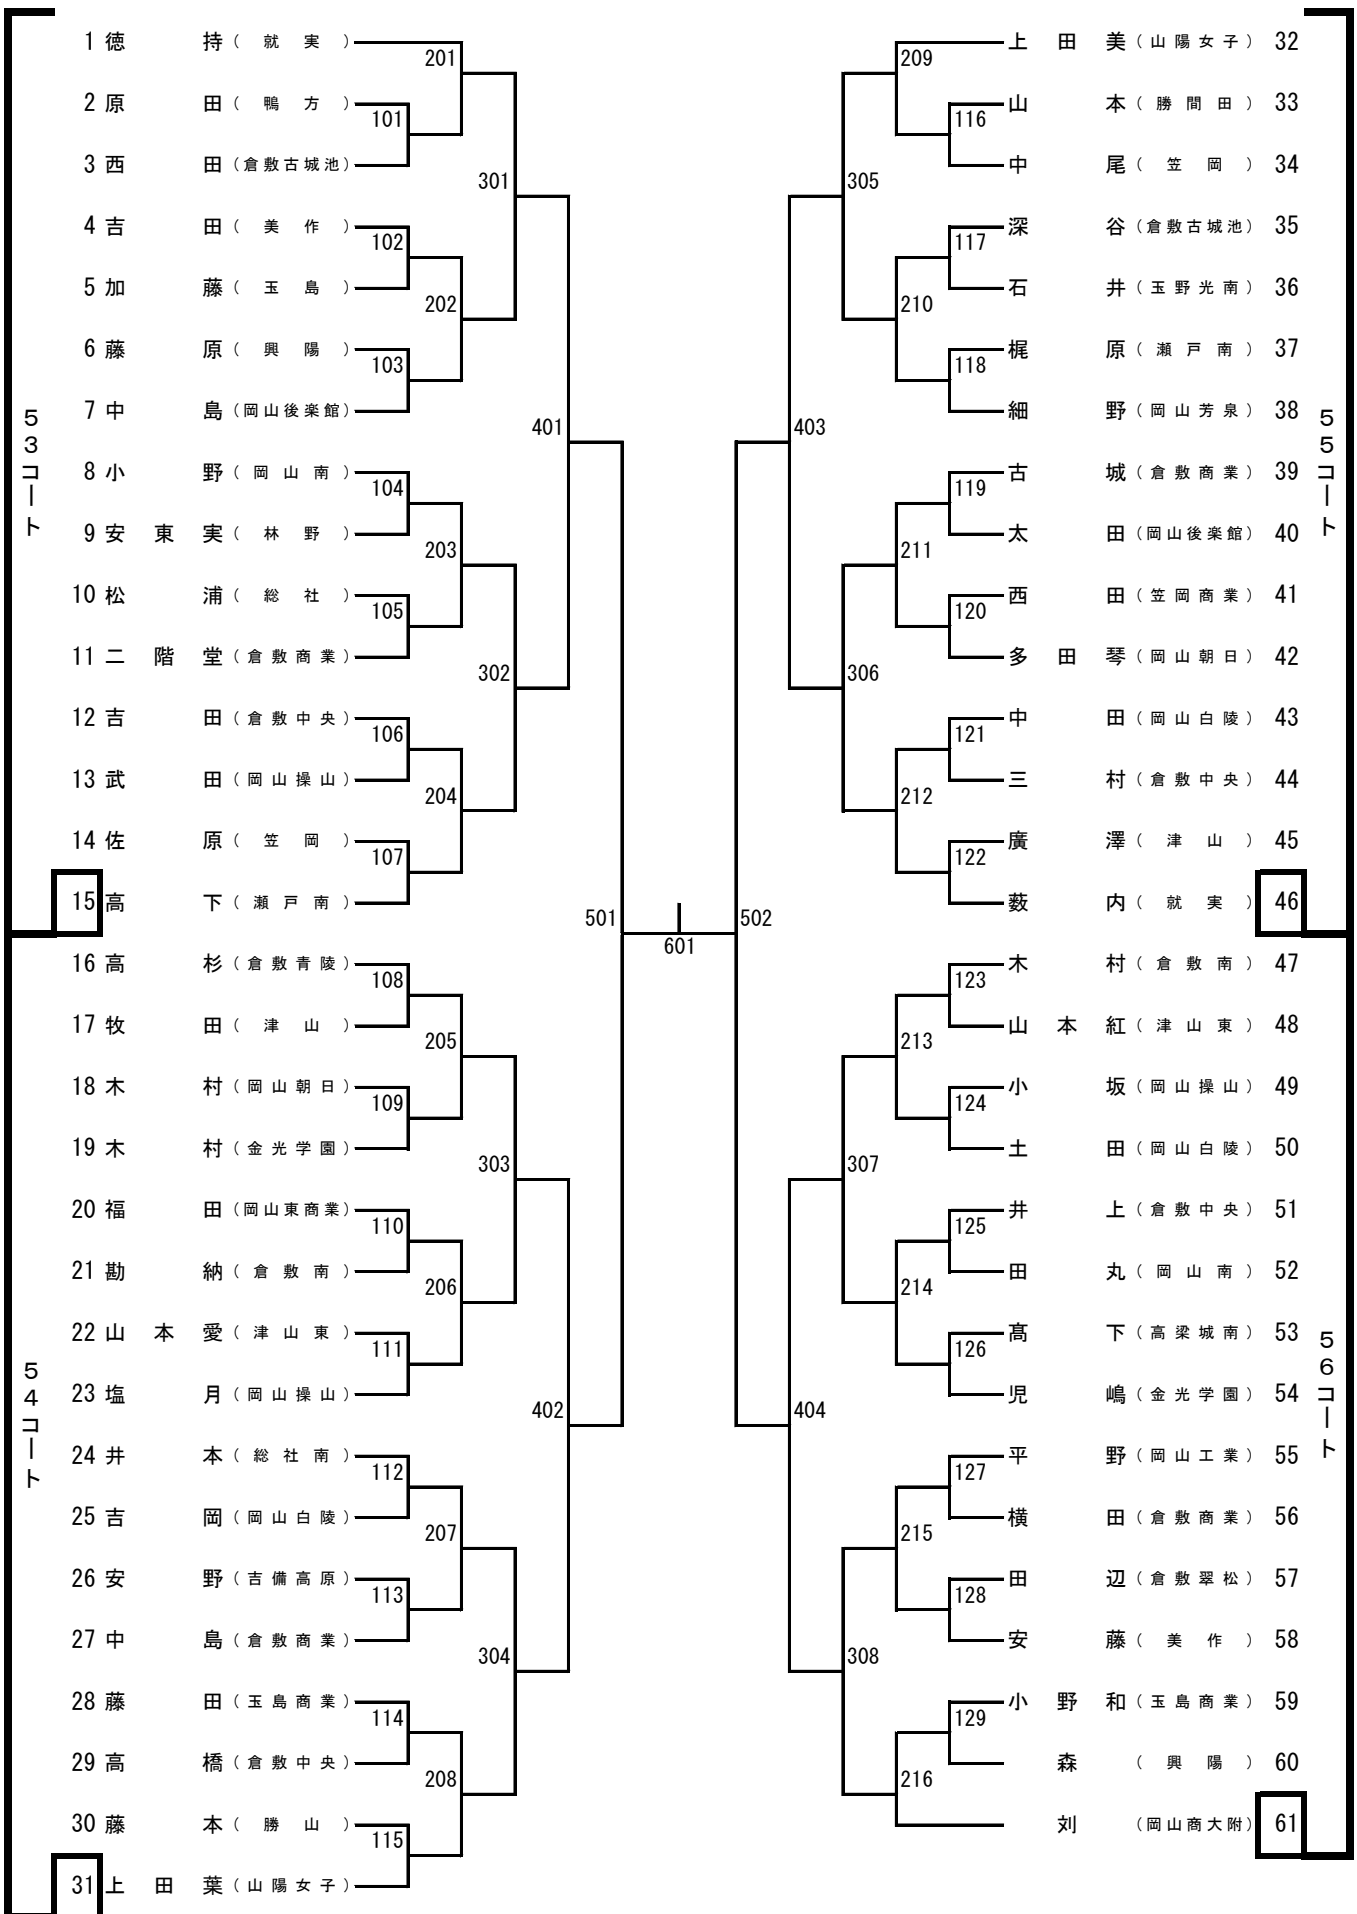 53コート
1 徳持（就実）
2 原田（鴨方）
3 西田（倉敷古城池）
4 吉田（美作）
5 加藤（玉島）
6 藤原（興陽）
7 中島（岡山後楽館）
8 小野（岡山南）
9 安東実（林野）
10 松浦（総社）
11 二階堂（倉敷商業）
12 吉田（倉敷中央）
13 武田（岡山操山）
14 佐原（笠岡）
15 高下（瀬戸南）
54コート
16 高杉（倉敷青陵）
17 牧田（津山）
18 木村（岡山朝日）
19 木村（金光学園）
20 福田（岡山東商業）
21 勘納（倉敷南）
22 山本愛（津山東）
23 塩月（岡山操山）
24 井本（総社南）
25 吉岡（岡山白陵）
26 安野（吉備高原）
27 中島（倉敷商業）
28 藤田（玉島商業）
29 高橋（倉敷中央）
30 藤本（勝山）
31 上田葉（山陽女子）
101
102
103
104
105
106
107
108
109
110
111
112
113
114
115
201
202
203
204
205
206
207
208
301
302
303
304
401
402
501
601
502
403
404
305
306
307
308
209
210
211
212
213
214
215
216
116
117
118
119
120
121
122
123
124
125
126
127
128
129
55コート
上田美（山陽女子） 32
山本（勝間田） 33
中尾（笠岡） 34
深谷（倉敷古城池） 35
石井（玉野光南） 36
梶原（瀬戸南） 37
細野（岡山芳泉） 38
古城（倉敷商業） 39
太田（岡山後楽館） 40
西田（笠岡商業） 41
多田琴（岡山朝日） 42
中田（岡山白陵） 43
三村（倉敷中央） 44
廣澤（津山） 45
薮内（就実） 46
56コート
木村（倉敷南） 47
山本紅（津山東） 48
小坂（岡山操山） 49
土田（岡山白陵） 50
井上（倉敷中央） 51
田丸（岡山南） 52
髙下（高梁城南） 53
児嶋（金光学園） 54
平野（岡山工業） 55
横田（倉敷商業） 56
田辺（倉敷翠松） 57
安藤（美作） 58
小野和（玉島商業） 59
森（興陽） 60
刘（岡山商大附） 61